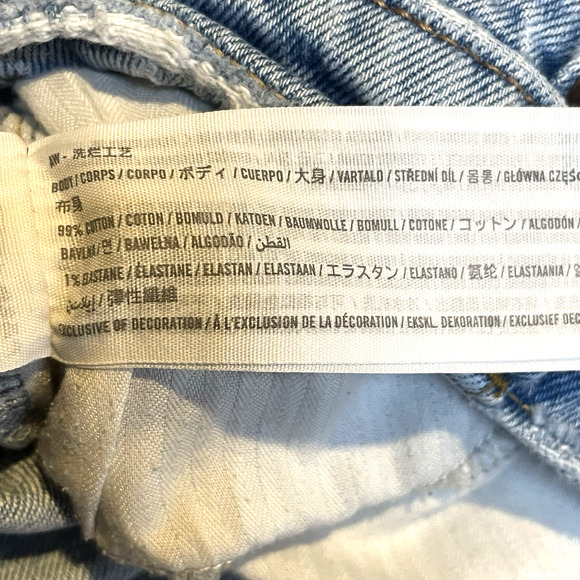 - 洗烂工艺
BODY / CORPS / CORPO / ボディ / CUERPO / 大身 / VARTALO / STŘEDNÍ DÍL / 몸통 / GŁÓWNA CZĘŚ
布身
99% COTTON / COTON / BOMULD / KATOEN / BAUMWOLLE / BOMULL / COTONE / コットン / ALGODÓN /
BAVLNA / 면 / BAWEŁNA / ALGODÃO / القطن
1% ELASTANE / ÉLASTANE / ELASTAN / ELASTAAN / エラスタン / ELASTANO / 氨纶 / ELASTAANIA /
إيلاستين / 弹性纖維
EXCLUSIVE OF DECORATION / À L'EXCLUSION DE LA DÉCORATION / EKSKL. DEKORATION / EXCLUSIEF DEC